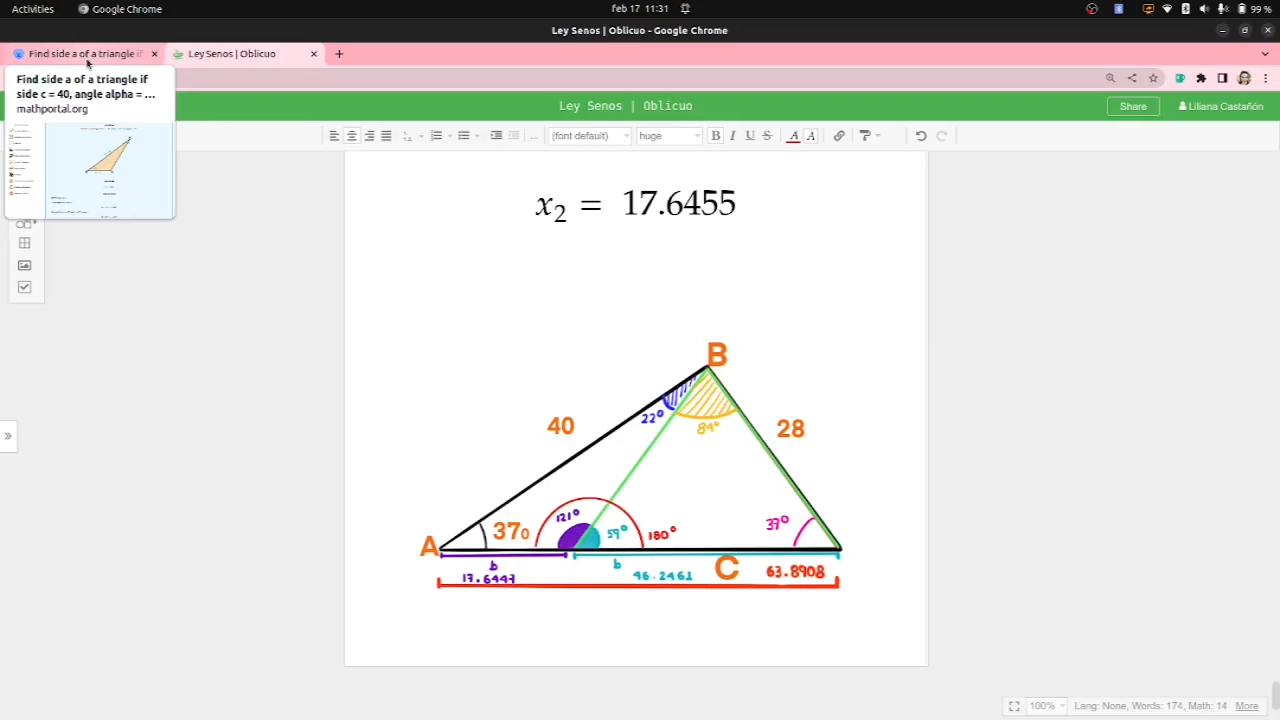 Activities
Google Chrome
feb 17 11:31
99 %
Ley Senos | Oblicuo - Google Chrome
Find side a of a triangle if
Ley Senos | Oblicuo
Find side a of a triangle if
side c = 40, angle alpha = ...
mathportal.org
Ley Senos | Oblicuo
Share
Liliana Castañón
... (font default) huge B I U S A A
x2 = 17.6455
B
40
22°
84°
28
A
37°
121°
59°
180°
37°
b
17.6447
b
46.2461
C
63.8908
100% Lang: None, Words: 174, Math: 14 More